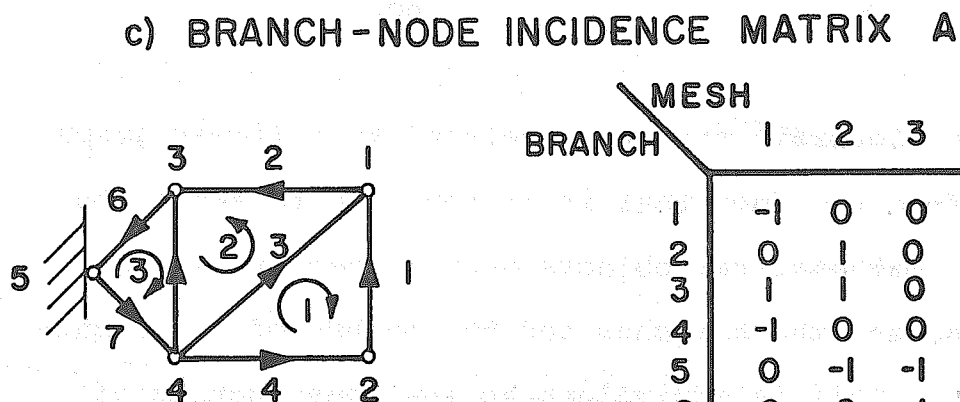 c) BRANCH-NODE INCIDENCE MATRIX A
MESH
BRANCH 1 2 3
1 -1 0 0
2 0 1 0
3 1 1 0
4 -1 0 0
5 0 -1 -1
3 2 1
6
2 3
5 3 1
1
7
4 4 2